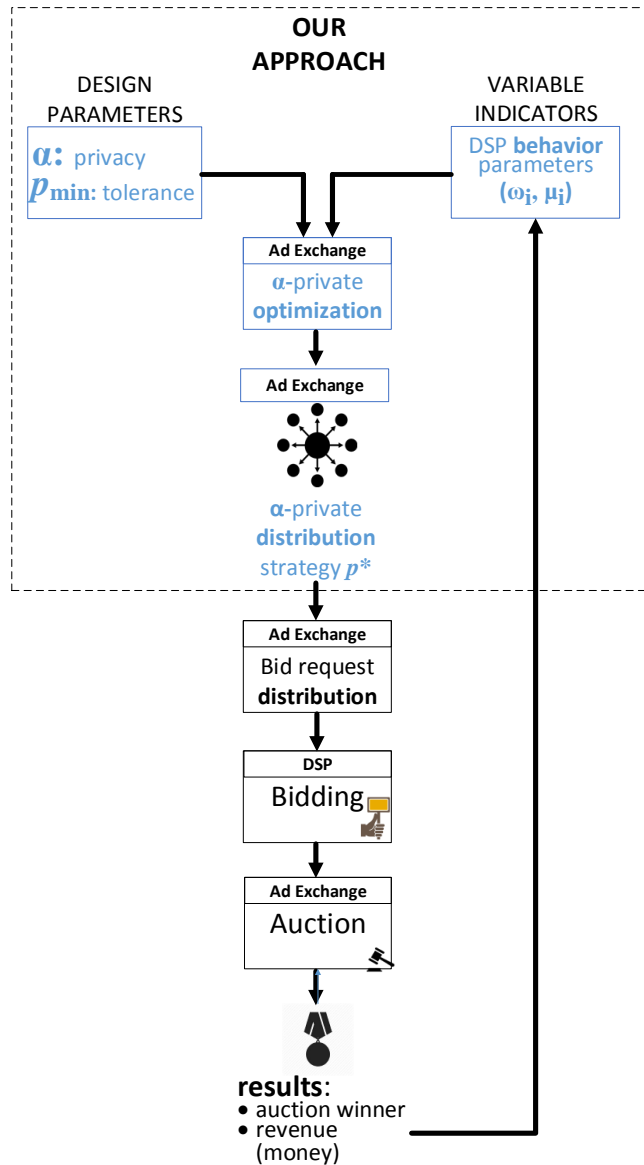 OUR
APPROACH
DESIGN
PARAMETERS
α: privacy
pmin: tolerance
VARIABLE
INDICATORS
DSP behavior
parameters
(ωi, μi)
Ad Exchange
α-private
optimization
Ad Exchange
α-private
distribution
strategy p*
Ad Exchange
Bid request
distribution
DSP
Bidding
Ad Exchange
Auction
results:
• auction winner
• revenue
(money)